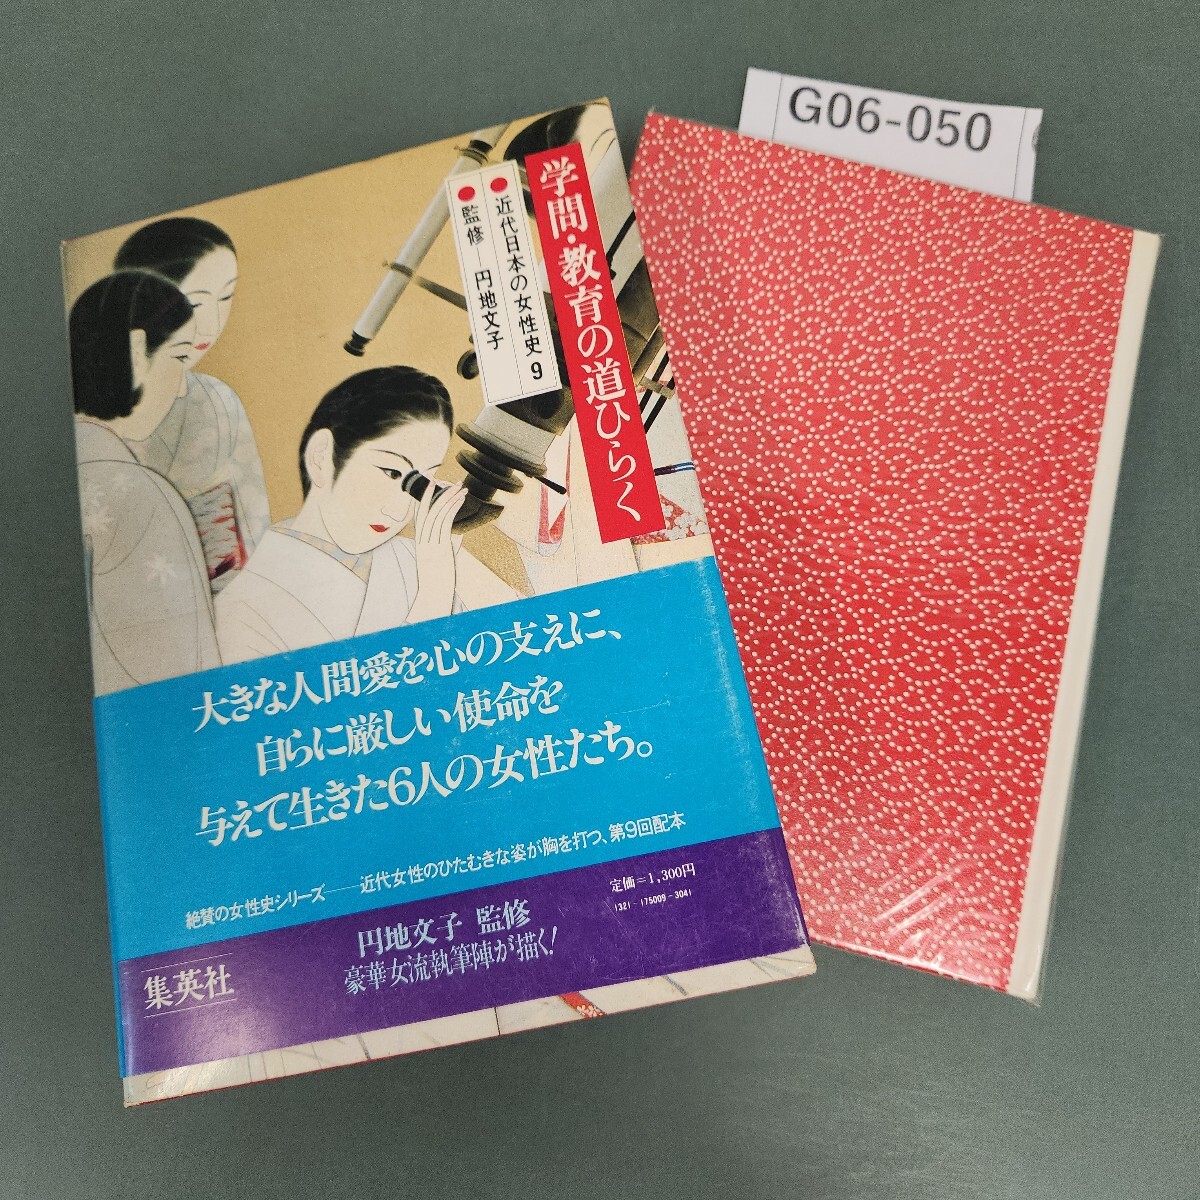 G06-050
学問・教育の道ひらく
●近代日本の女性史9
●監修―円地文子
大きな人間愛を心の支えに、
自らに厳しい使命を
与えて生きた6人の女性たち。
絶賛の女性史シリーズ――近代女性のひたむきな姿が胸を打つ、第9回配本
定価=1,300円
1321-175009-3041
円地文子 監修
豪華女流執筆陣が描く!
集英社